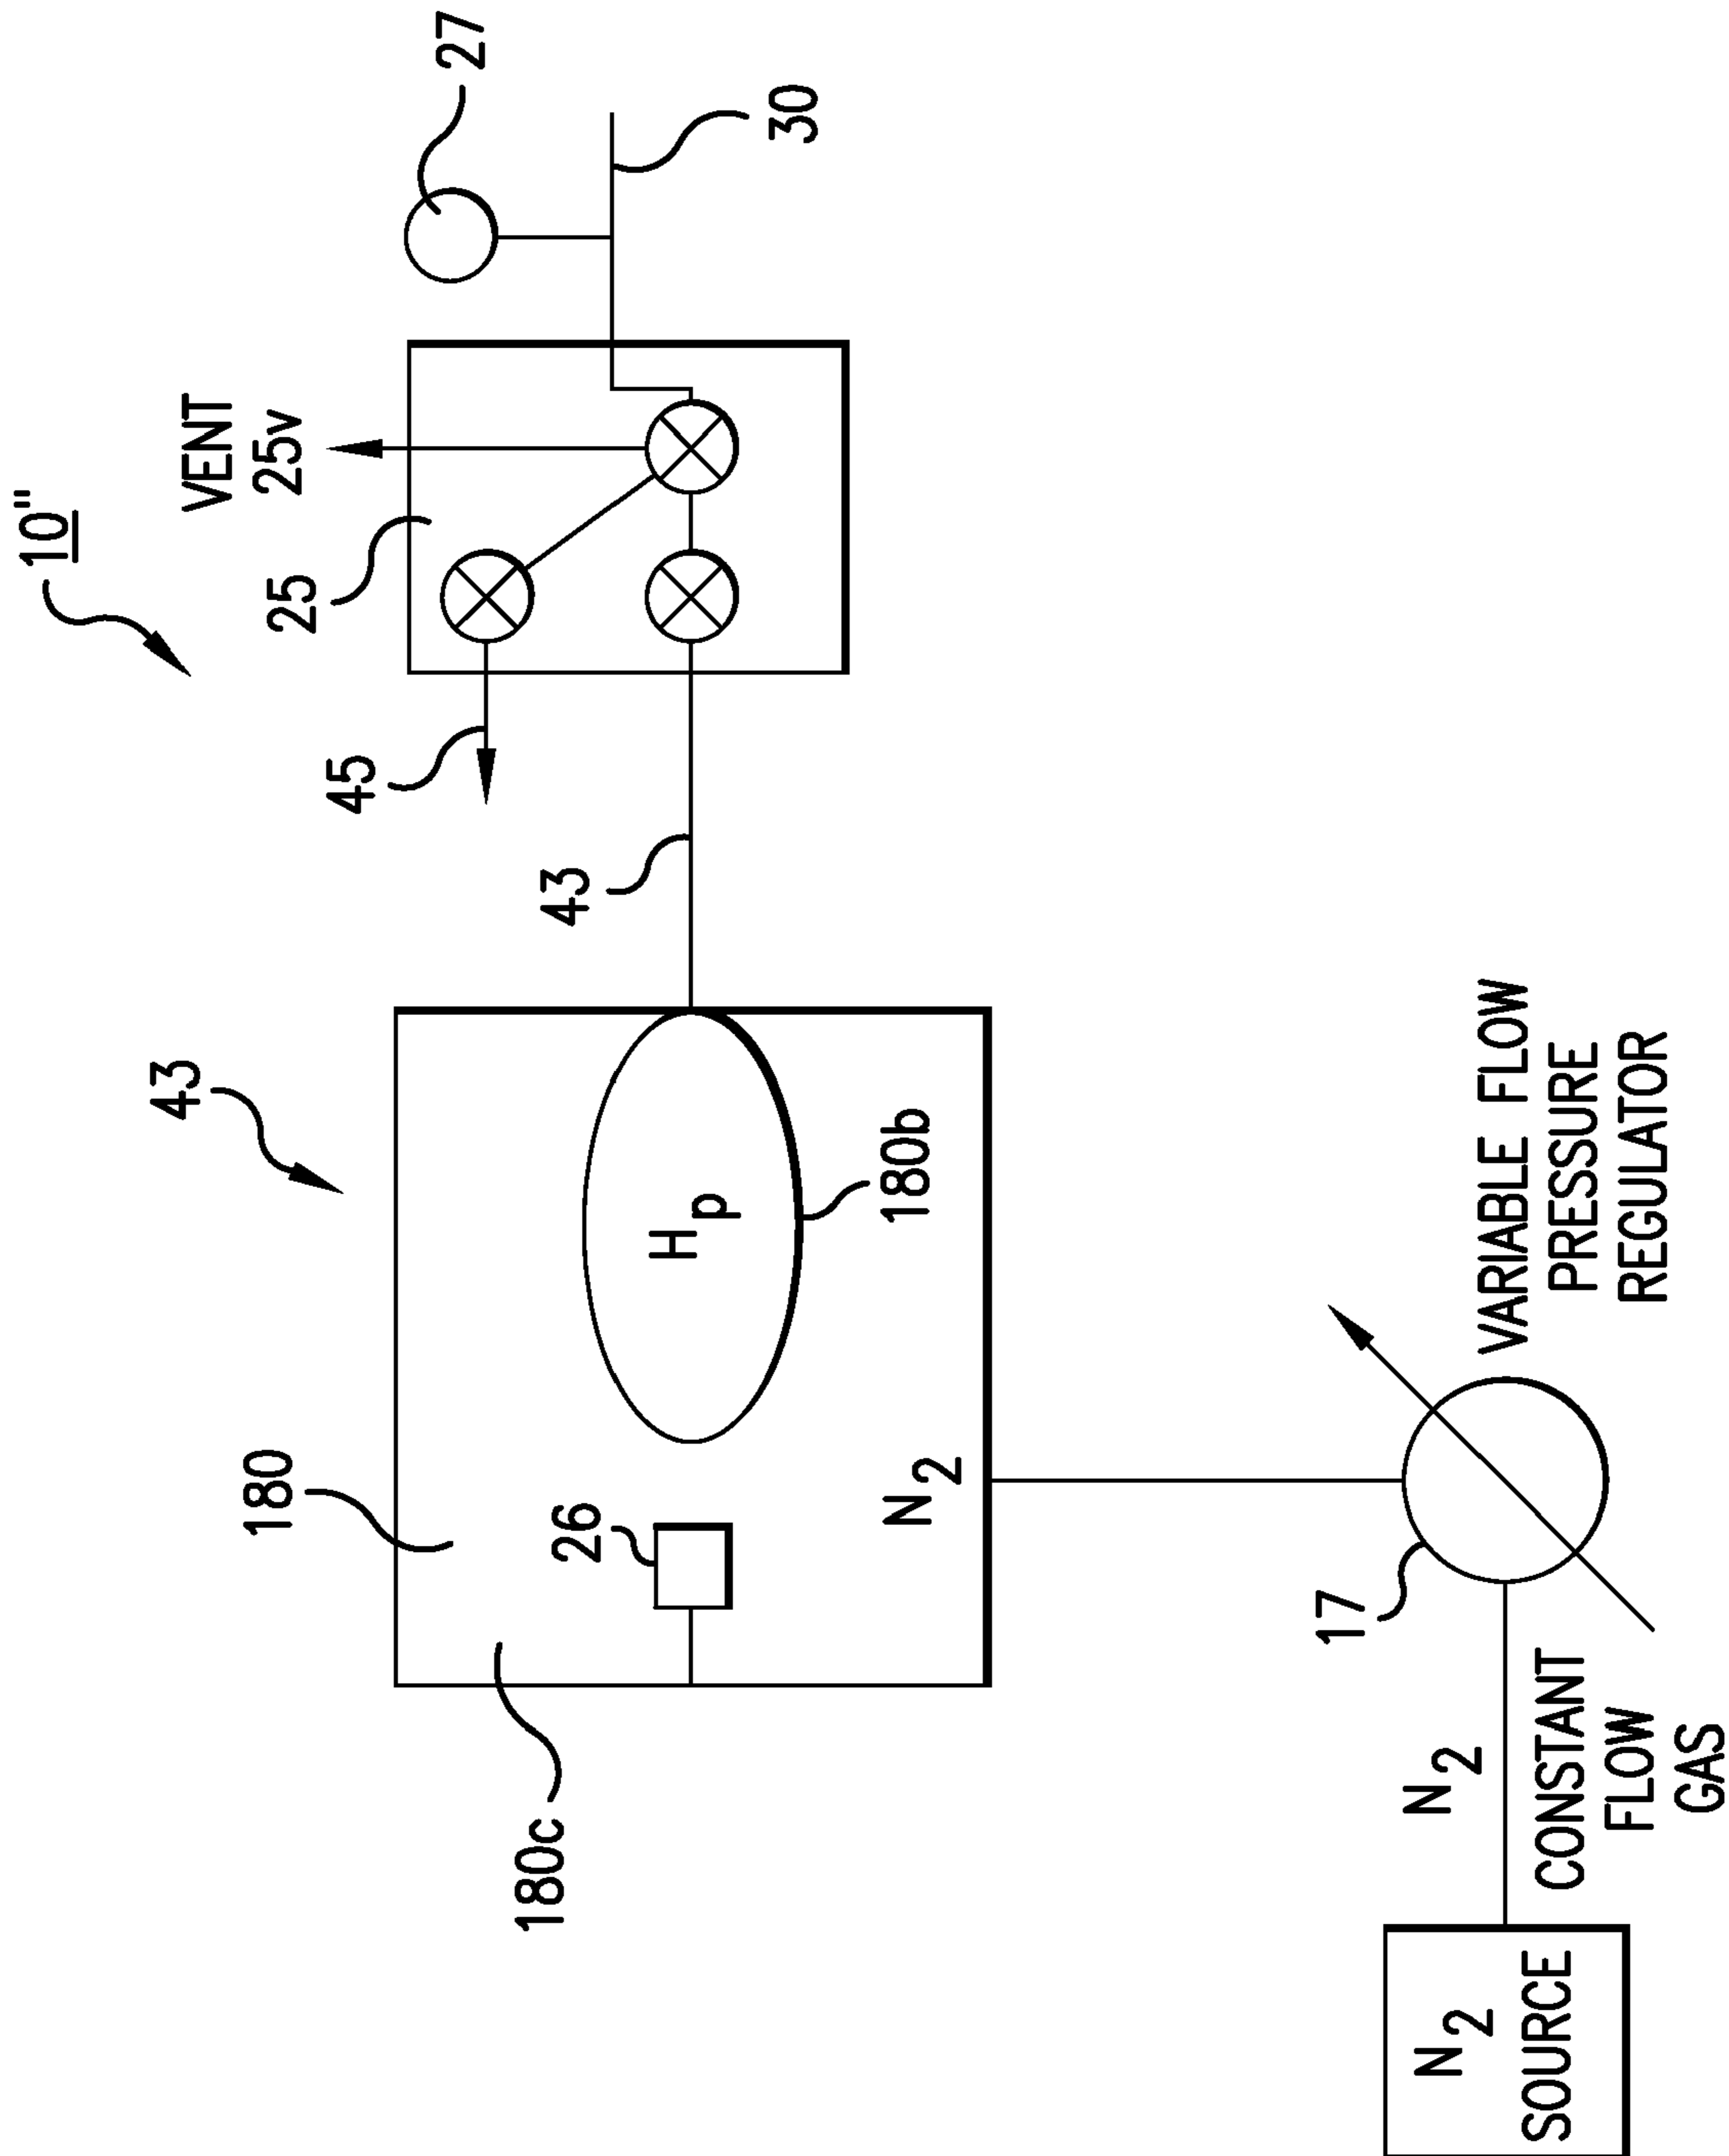 10"
VENT
25v
25
27
30
45
43
43
180
180c
26
Hp
180b
N2
17
VARIABLE FLOW
PRESSURE
REGULATOR
N2
CONSTANT
FLOW
GAS
N2
SOURCE